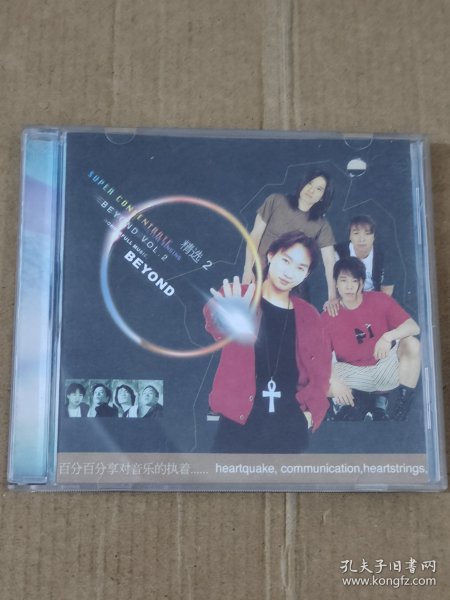 SUPER CONCENTRATE
BEYOND VOL. 2
精选 2
BEYOND
百分百分享对音乐的执着...... heartquake, communication, heartstrings.
孔夫子旧书网
www.kongfz.com